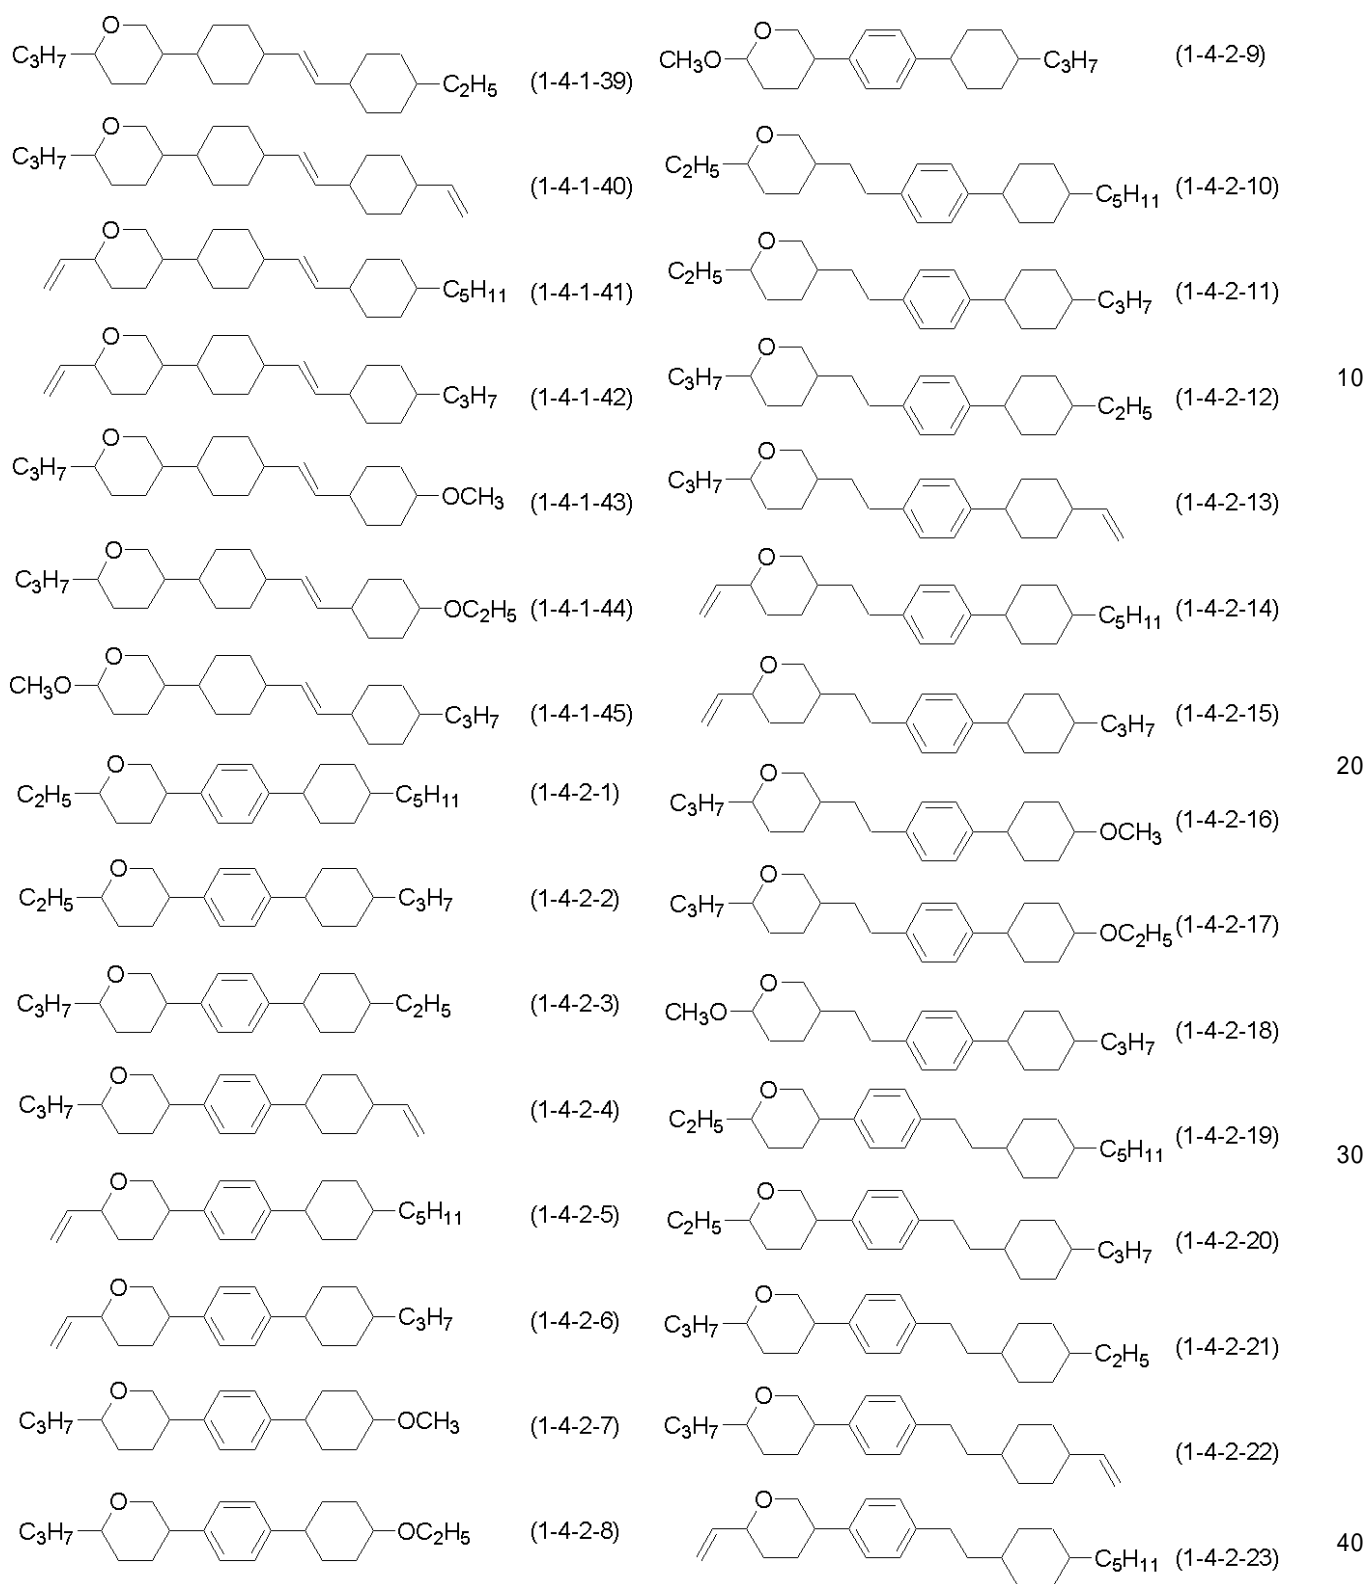 O
C3H7 C2H5 (1-4-1-39)
O
C3H7 (1-4-1-40)
O
C5H11 (1-4-1-41)
O
C3H7 (1-4-1-42)
O
C3H7 OCH3 (1-4-1-43)
O
C3H7 OC2H5 (1-4-1-44)
O
CH3O C3H7 (1-4-1-45)
O
C2H5 C5H11 (1-4-2-1)
O
C2H5 C3H7 (1-4-2-2)
O
C3H7 C2H5 (1-4-2-3)
O
C3H7 (1-4-2-4)
O
C5H11 (1-4-2-5)
O
C3H7 (1-4-2-6)
O
C3H7 OCH3 (1-4-2-7)
O
C3H7 OC2H5 (1-4-2-8)
O
CH3O C3H7 (1-4-2-9)
O
C2H5 C5H11 (1-4-2-10)
O
C2H5 C3H7 (1-4-2-11)
O
C3H7 C2H5 (1-4-2-12)
O
C3H7 (1-4-2-13)
O
C5H11 (1-4-2-14)
O
C3H7 (1-4-2-15)
O
C3H7 OCH3 (1-4-2-16)
O
C3H7 OC2H5 (1-4-2-17)
O
CH3O C3H7 (1-4-2-18)
O
C2H5 C5H11 (1-4-2-19)
O
C2H5 C3H7 (1-4-2-20)
O
C3H7 C2H5 (1-4-2-21)
O
C3H7 (1-4-2-22)
O
C5H11 (1-4-2-23)
10
20
30
40